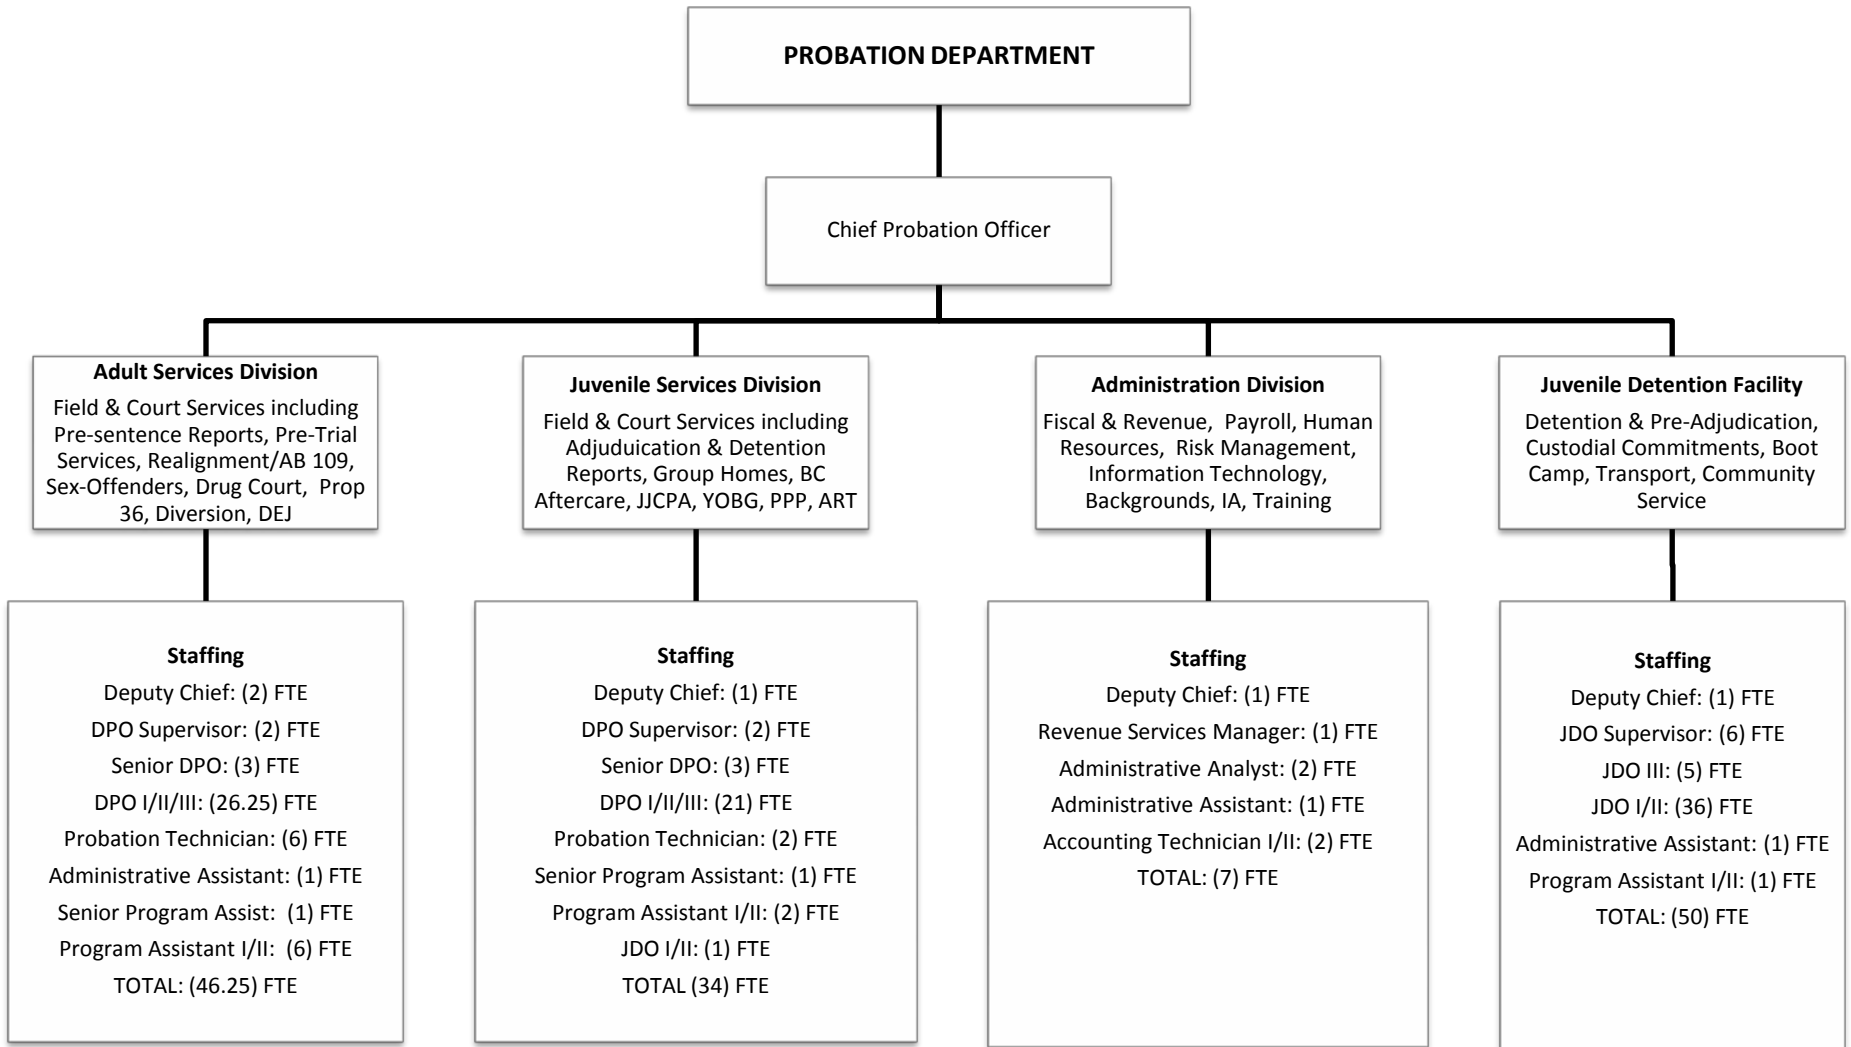 PROBATION DEPARTMENT
Chief Probation Officer
Adult Services Division
Field & Court Services including
Pre-sentence Reports, Pre-Trial
Services, Realignment/AB 109,
Sex-Offenders, Drug Court, Prop
36, Diversion, DEJ
Juvenile Services Division
Field & Court Services including
Adjuduication & Detention
Reports, Group Homes, BC
Aftercare, JJCPA, YOBG, PPP, ART
Administration Division
Fiscal & Revenue, Payroll, Human
Resources, Risk Management,
Information Technology,
Backgrounds, IA, Training
Juvenile Detention Facility
Detention & Pre-Adjudication,
Custodial Commitments, Boot
Camp, Transport, Community
Service
Staffing
Deputy Chief: (2) FTE
DPO Supervisor: (2) FTE
Senior DPO: (3) FTE
DPO I/II/III: (26.25) FTE
Probation Technician: (6) FTE
Administrative Assistant: (1) FTE
Senior Program Assist: (1) FTE
Program Assistant I/II: (6) FTE
TOTAL: (46.25) FTE
Staffing
Deputy Chief: (1) FTE
DPO Supervisor: (2) FTE
Senior DPO: (3) FTE
DPO I/II/III: (21) FTE
Probation Technician: (2) FTE
Senior Program Assistant: (1) FTE
Program Assistant I/II: (2) FTE
JDO I/II: (1) FTE
TOTAL (34) FTE
Staffing
Deputy Chief: (1) FTE
Revenue Services Manager: (1) FTE
Administrative Analyst: (2) FTE
Administrative Assistant: (1) FTE
Accounting Technician I/II: (2) FTE
TOTAL: (7) FTE
Staffing
Deputy Chief: (1) FTE
JDO Supervisor: (6) FTE
JDO III: (5) FTE
JDO I/II: (36) FTE
Administrative Assistant: (1) FTE
Program Assistant I/II: (1) FTE
TOTAL: (50) FTE